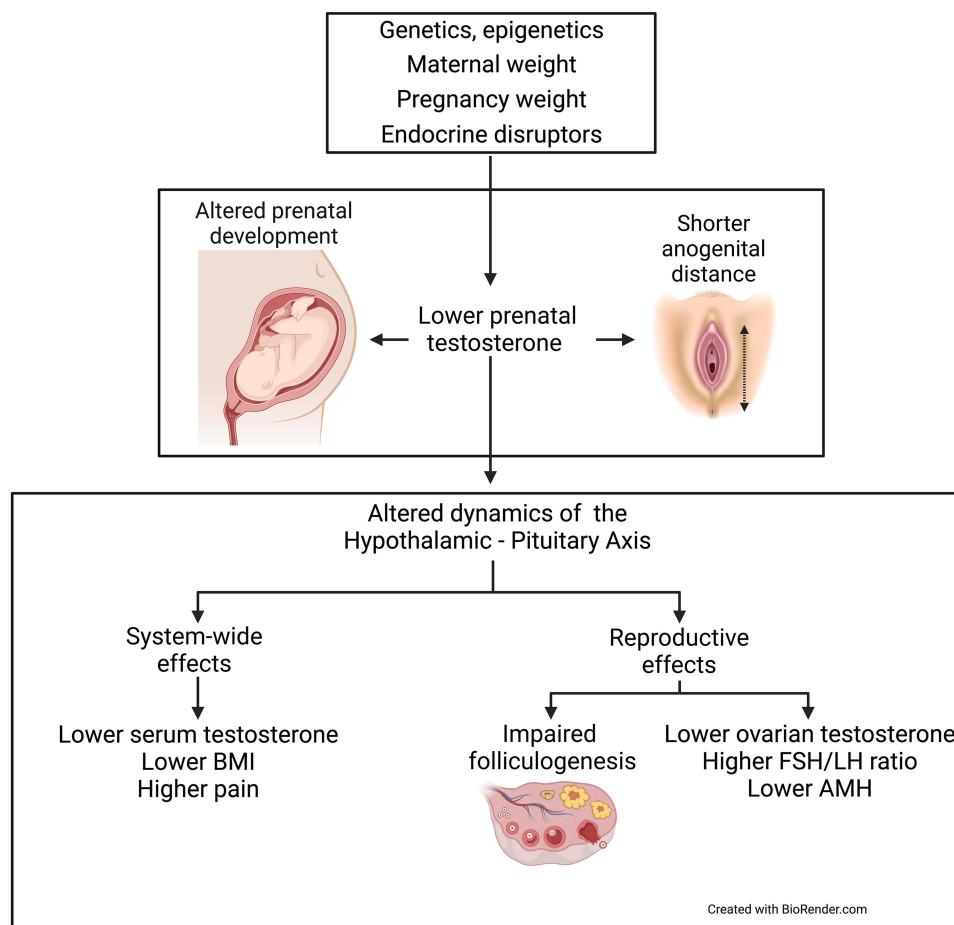 Genetics, epigenetics
Maternal weight
Pregnancy weight
Endocrine disruptors
Altered prenatal
development
Shorter
anogenital
distance
Lower prenatal
testosterone
Altered dynamics of the
Hypothalamic - Pituitary Axis
System-wide
effects
Reproductive
effects
Lower serum testosterone
Lower BMI
Higher pain
Impaired
folliculogenesis
Lower ovarian testosterone
Higher FSH/LH ratio
Lower AMH
Created with BioRender.com